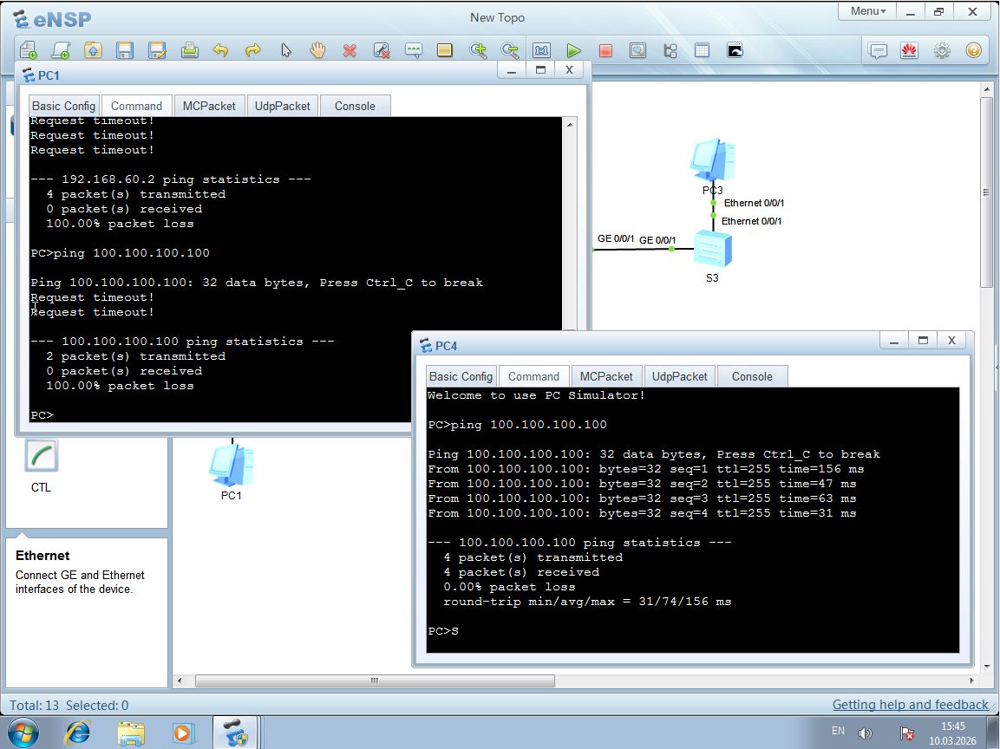 eNSP
New Topo
Menu
PC1
Basic Config Command MCPacket UdpPacket Console
Request timeout!
Request timeout!
Request timeout!
--- 192.168.60.2 ping statistics ---
4 packet(s) transmitted
0 packet(s) received
100.00% packet loss
PC>ping 100.100.100.100
Ping 100.100.100.100: 32 data bytes, Press Ctrl_C to break
Request timeout!
Request timeout!
--- 100.100.100.100 ping statistics ---
2 packet(s) transmitted
0 packet(s) received
100.00% packet loss
PC>
PC3
Ethernet 0/0/1
Ethernet 0/0/1
GE 0/0/1 GE 0/0/1
S3
PC4
Basic Config Command MCPacket UdpPacket Console
Welcome to use PC Simulator!
PC>ping 100.100.100.100
Ping 100.100.100.100: 32 data bytes, Press Ctrl_C to break
From 100.100.100.100: bytes=32 seq=1 ttl=255 time=156 ms
From 100.100.100.100: bytes=32 seq=2 ttl=255 time=47 ms
From 100.100.100.100: bytes=32 seq=3 ttl=255 time=63 ms
From 100.100.100.100: bytes=32 seq=4 ttl=255 time=31 ms
--- 100.100.100.100 ping statistics ---
4 packet(s) transmitted
4 packet(s) received
0.00% packet loss
round-trip min/avg/max = 31/74/156 ms
PC>S
CTL
PC1
Ethernet
Connect GE and Ethernet
interfaces of the device.
Total: 13 Selected: 0
Getting help and feedback
EN
15:45
10.03.2026